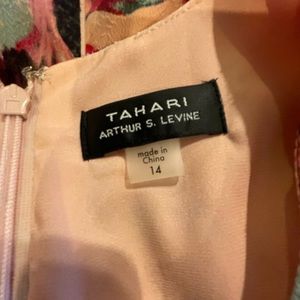 TAHARI
ARTHUR S. LEVINE
made in
China
14